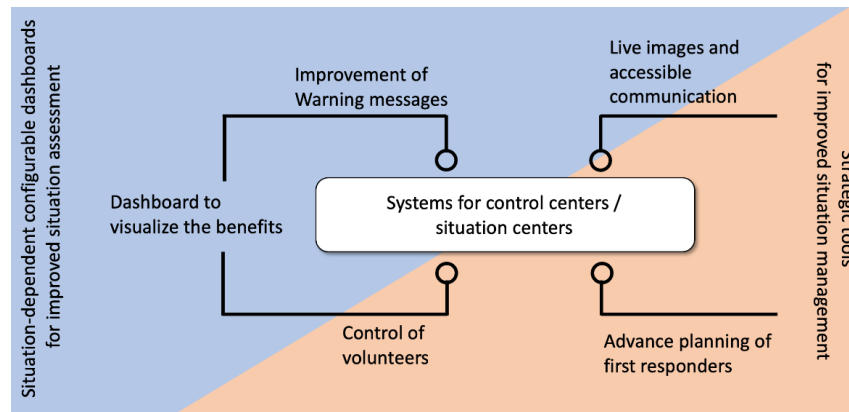 Situation-dependent configurable dashboards
for improved situation assessment
Improvement of
Warning messages
Live images and
accessible
communication
Dashboard to
visualize the benefits
Systems for control centers /
situation centers
Control of
volunteers
Advance planning of
first responders
Strategic tools
for improved situation management